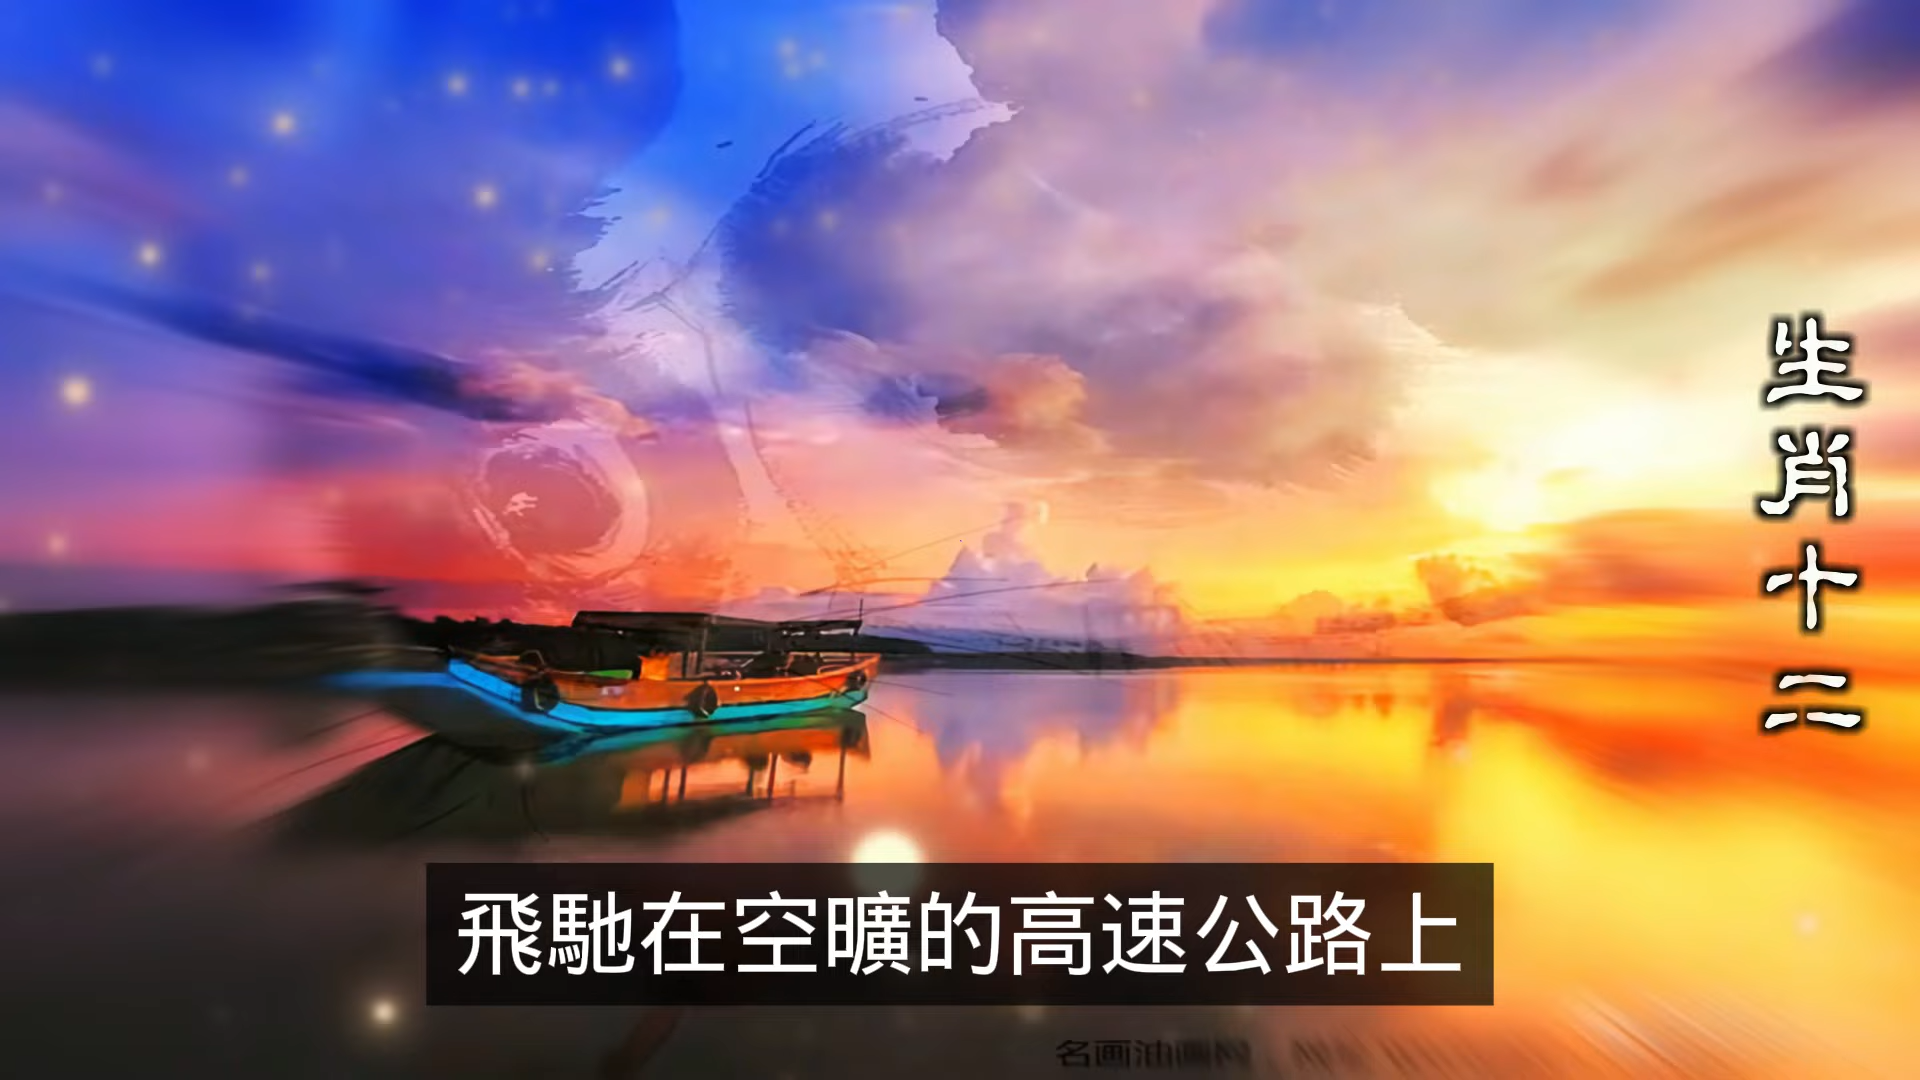 生肖十二
飛馳在空曠的高速公路上
名画油画网